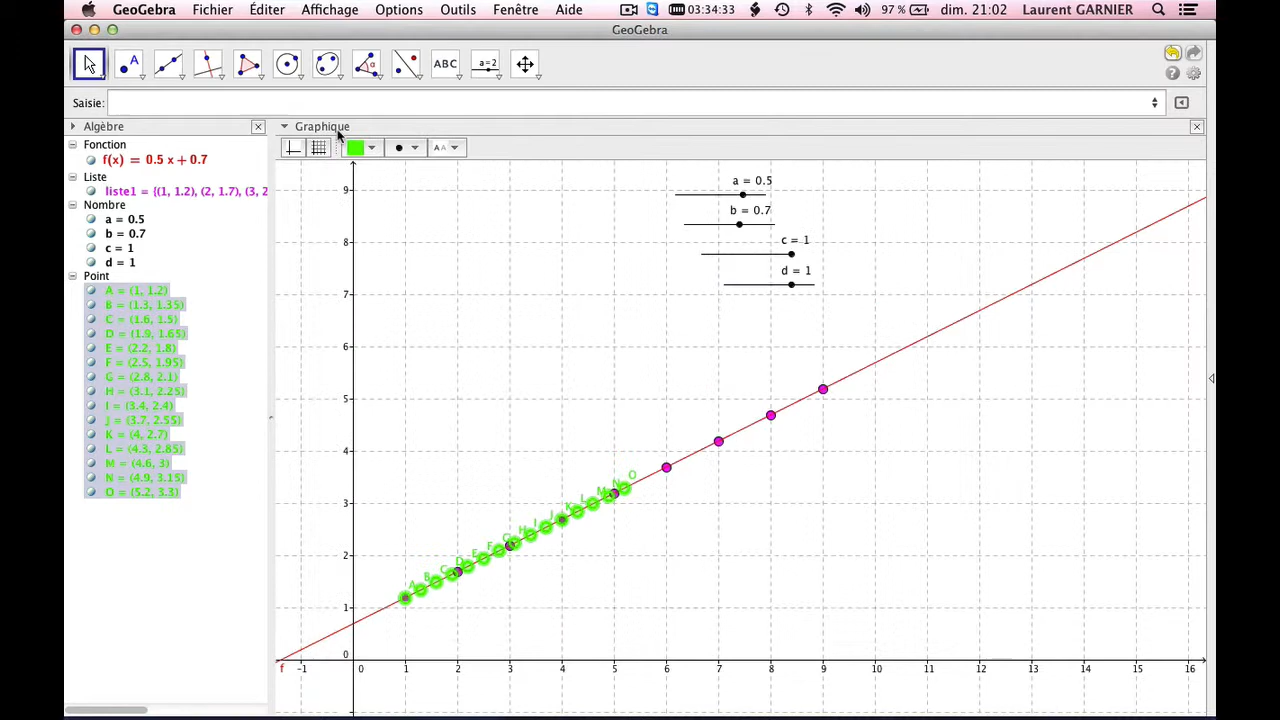 GeoGebra Fichier Éditer Affichage Options Outils Fenêtre Aide 03:34:33 97 % dim. 21:02 Laurent GARNIER
GeoGebra
A ABC a=2
Saisie:
Algèbre
Graphique
A A
Fonction
f(x) = 0.5 x + 0.7
Liste
liste1 = {(1, 1.2), (2, 1.7), (3, 2
Nombre
a = 0.5
b = 0.7
c = 1
d = 1
Point
A = (1, 1.2)
B = (1.3, 1.35)
C = (1.6, 1.5)
D = (1.9, 1.65)
E = (2.2, 1.8)
F = (2.5, 1.95)
G = (2.8, 2.1)
H = (3.1, 2.25)
I = (3.4, 2.4)
J = (3.7, 2.55)
K = (4, 2.7)
L = (4.3, 2.85)
M = (4.6, 3)
N = (4.9, 3.15)
O = (5.2, 3.3)
a = 0.5
b = 0.7
c = 1
d = 1
9
8
7
6
5
4
3
2
1
0
A B C D E F G H I J K L M N O
f -1 0 1 2 3 4 5 6 7 8 9 10 11 12 13 14 15 16